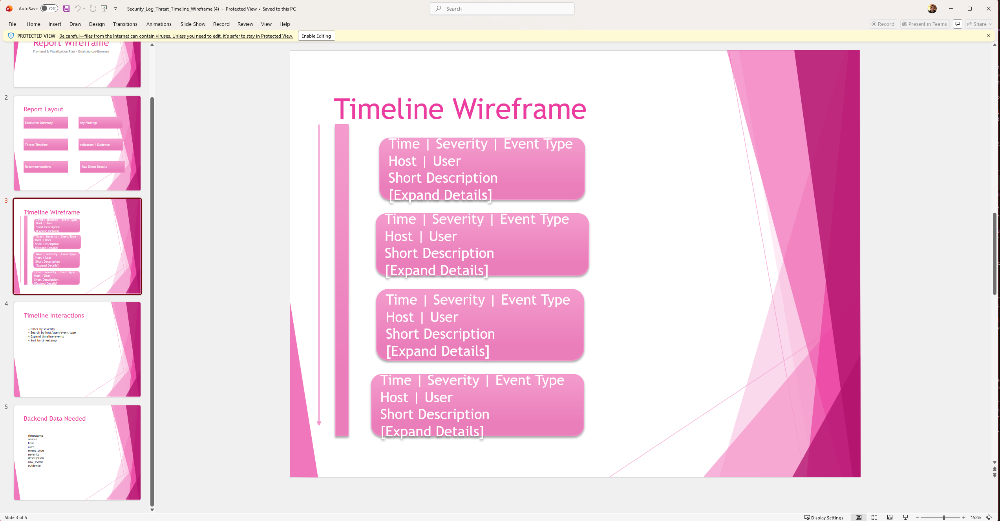 AutoSave Off Security_Log_Threat_Timeline_Wireframe (4) - Protected View • Saved to this PC Search
File Home Insert Draw Design Transitions Animations Slide Show Record Review View Help Record Present in Teams Share
PROTECTED VIEW Be careful—files from the Internet can contain viruses. Unless you need to edit, it's safer to stay in Protected View. Enable Editing
Report Wireframe
Frontend & Visualization Plan - Oriah Molton-Bowman
2
Report Layout
Executive Summary Key Findings
Threat Timeline Indicators / Evidence
Recommendations Raw Event Details
3
Timeline Wireframe
Time | Severity | Event Type
Host | User
Short Description
[Expand Details]
Time | Severity | Event Type
Host | User
Short Description
[Expand Details]
Time | Severity | Event Type
Host | User
Short Description
[Expand Details]
Time | Severity | Event Type
Host | User
Short Description
[Expand Details]
4
Timeline Interactions
• Filter by severity
• Search by host/user/event type
• Expand timeline events
• Sort by timestamp
5
Backend Data Needed
timestamp
source
host
user
event_type
severity
description
raw_event
evidence
Timeline Wireframe
Time | Severity | Event Type
Host | User
Short Description
[Expand Details]
Time | Severity | Event Type
Host | User
Short Description
[Expand Details]
Time | Severity | Event Type
Host | User
Short Description
[Expand Details]
Time | Severity | Event Type
Host | User
Short Description
[Expand Details]
Slide 3 of 5 Display Settings 152%